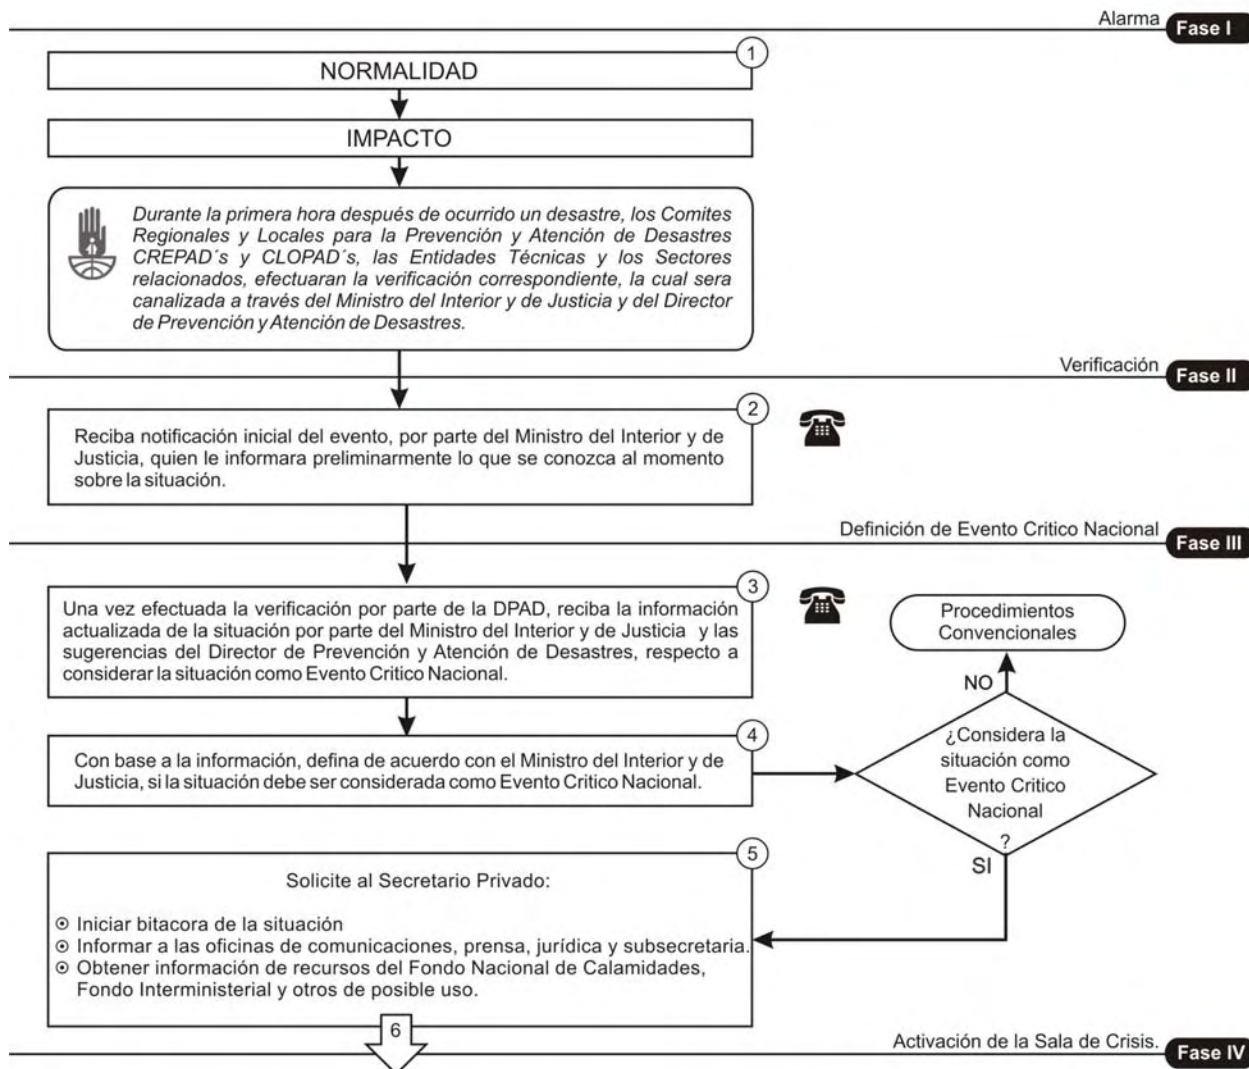 Alarma
Fase I
1
NORMALIDAD
IMPACTO
Durante la primera hora después de ocurrido un desastre, los Comites
Regionales y Locales para la Prevención y Atención de Desastres
CREPAD´s y CLOPAD´s, las Entidades Técnicas y los Sectores
relacionados, efectuaran la verificación correspondiente, la cual sera
canalizada a través del Ministro del Interior y de Justicia y del Director
de Prevención y Atención de Desastres.
Verificación
Fase II
2
Reciba notificación inicial del evento, por parte del Ministro del Interior y de
Justicia, quien le informara preliminarmente lo que se conozca al momento
sobre la situación.
Definición de Evento Critico Nacional
Fase III
3
Una vez efectuada la verificación por parte de la DPAD, reciba la información
actualizada de la situación por parte del Ministro del Interior y de Justicia y las
sugerencias del Director de Prevención y Atención de Desastres, respecto a
considerar la situación como Evento Critico Nacional.
Procedimientos
Convencionales
NO
4
Con base a la información, defina de acuerdo con el Ministro del Interior y de
Justicia, si la situación debe ser considerada como Evento Critico Nacional.
¿Considera la
situación como
Evento Critico
Nacional
?
SI
5
Solicite al Secretario Privado:
Iniciar bitacora de la situación
Informar a las oficinas de comunicaciones, prensa, jurídica y subsecretaria.
Obtener información de recursos del Fondo Nacional de Calamidades,
Fondo Interministerial y otros de posible uso.
6
Activación de la Sala de Crisis.
Fase IV